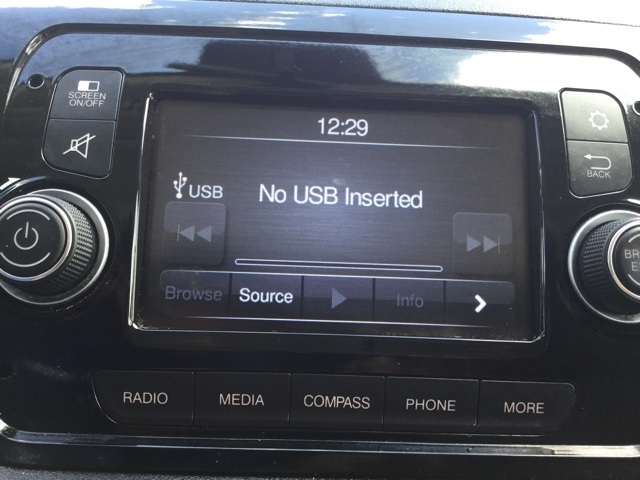 SCREEN
ON/OFF
12:29
USB
No USB Inserted
BACK
Browse
Source
Info
RADIO
MEDIA
COMPASS
PHONE
MORE